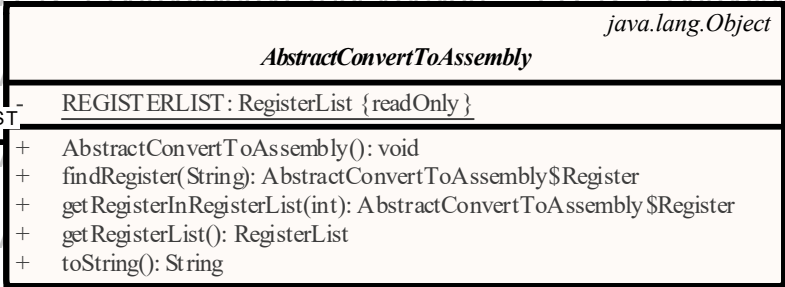 java.lang.Object
AbstractConvertToAssembly
- REGISTERLIST: RegisterList {readOnly}
ST
+ AbstractConvertToAssembly(): void
+ findRegister(String): AbstractConvertToAssembly$Register
+ getRegisterInRegisterList(int): AbstractConvertToAssembly$Register
+ getRegisterList(): RegisterList
+ toString(): String